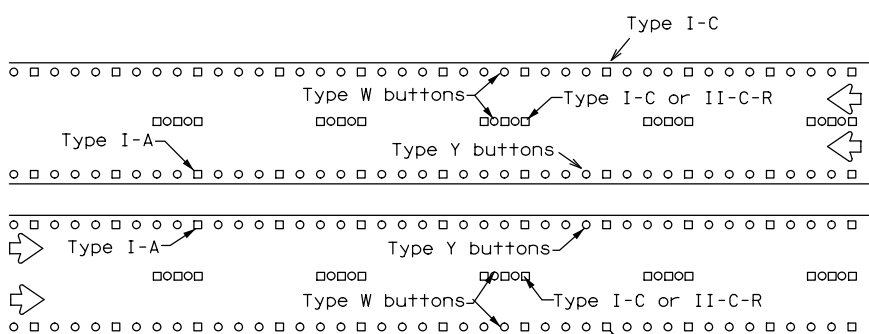 Type I-C
Type W buttons
Type I-C or II-C-R
Type I-A
Type Y buttons
Type I-A
Type Y buttons
Type W buttons
Type I-C or II-C-R